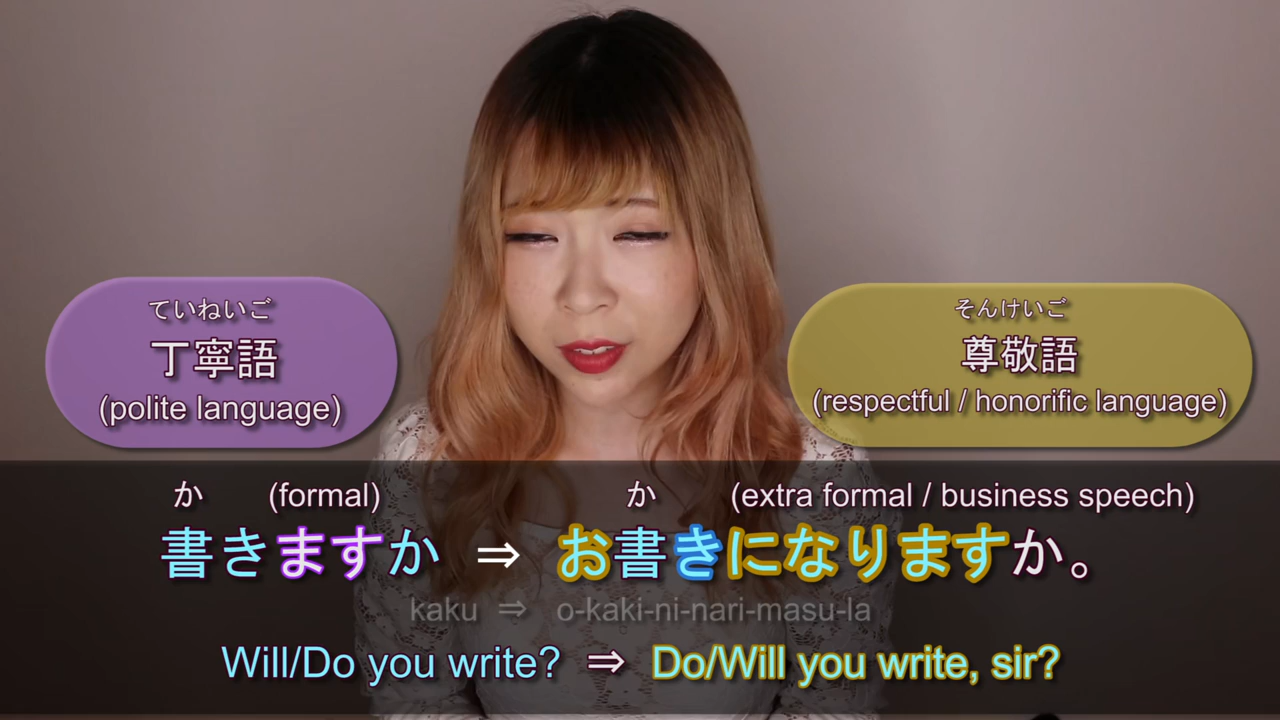 ていねいご
丁寧語
(polite language)
そんけいご
尊敬語
(respectful / honorific language)
か (formal) か (extra formal / business speech)
書きますか ⇒ お書きになりますか。
kaku ⇒ o-kaki-ni-nari-masu-la
Will/Do you write? ⇒ Do/Will you write, sir?